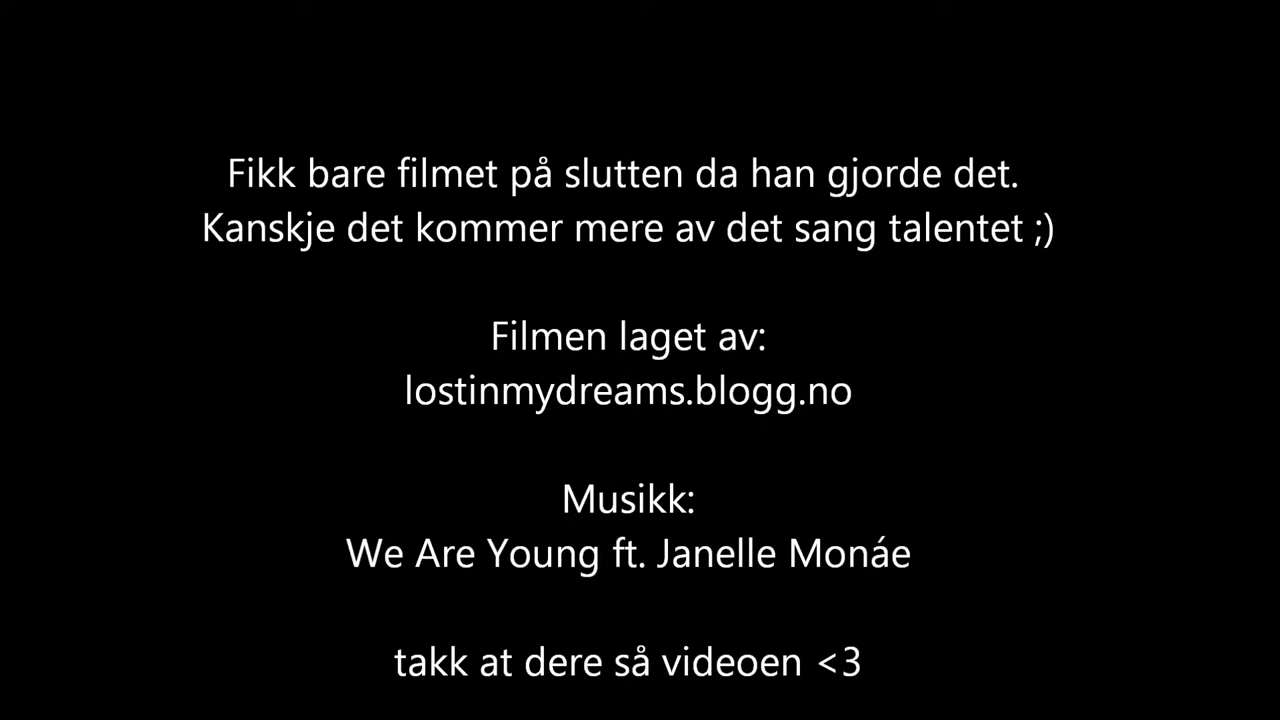 Fikk bare filmet på slutten da han gjorde det.
Kanskje det kommer mere av det sang talentet ;)
Filmen laget av:
lostinmydreams.blogg.no
Musikk:
We Are Young ft. Janelle Monáe
takk at dere så videoen <3